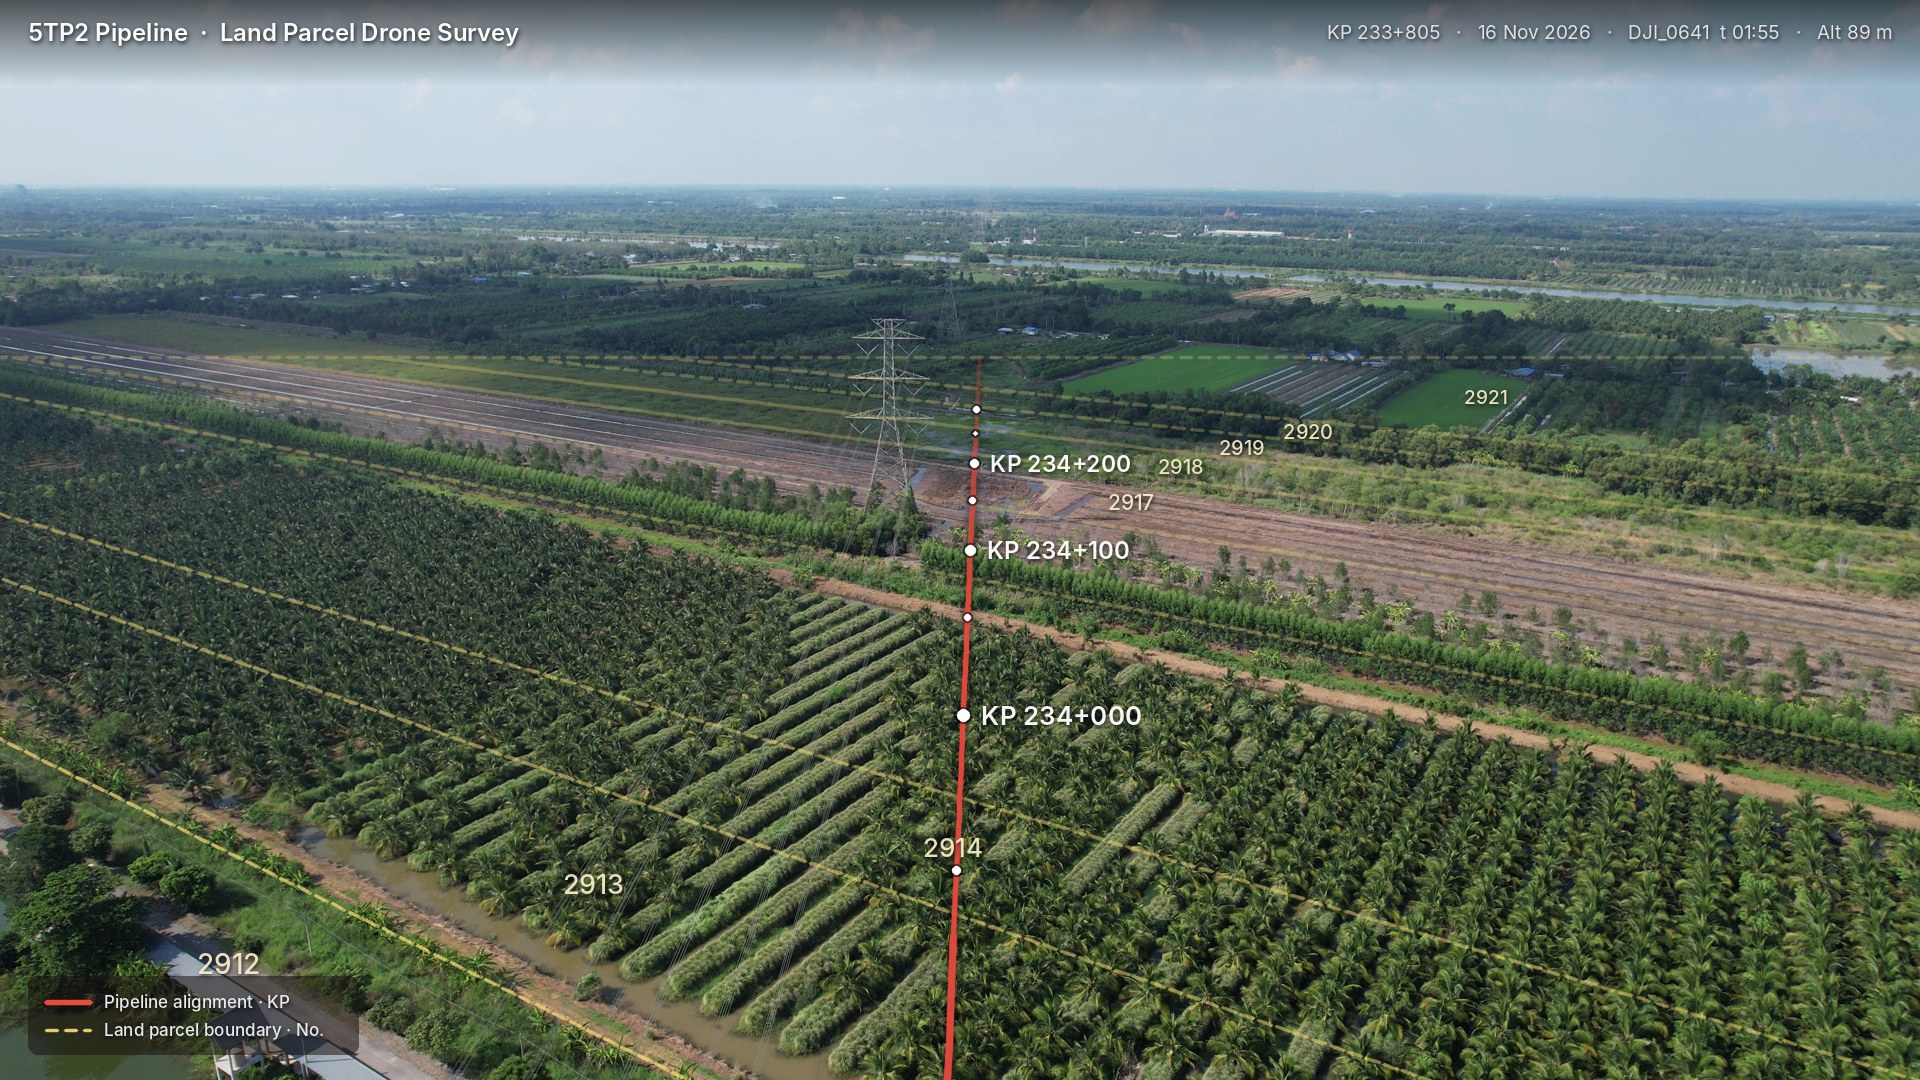 5TP2 Pipeline · Land Parcel Drone Survey
KP 233+805 · 16 Nov 2026 · DJI_0641 t 01:55 · Alt 89 m
2921
2920
2919
KP 234+200
2918
2917
KP 234+100
KP 234+000
2914
2913
2912
Pipeline alignment · KP
Land parcel boundary · No.